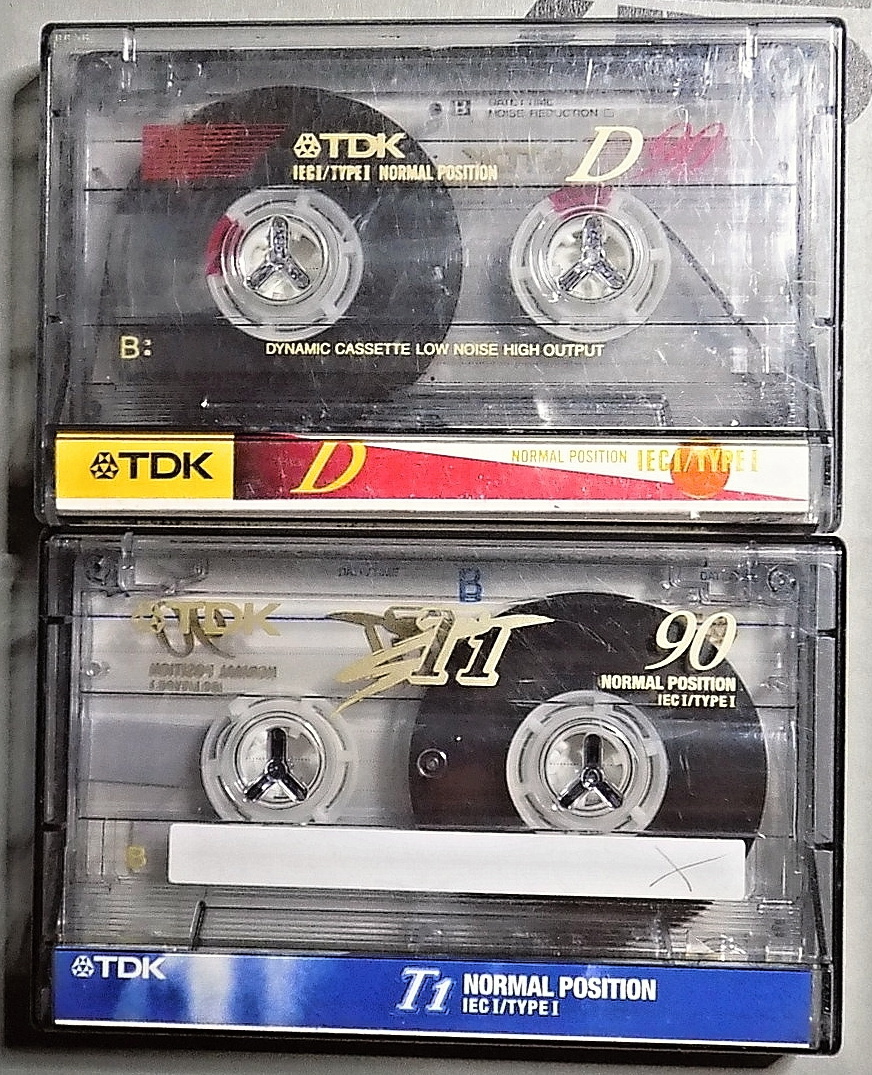 DATE/TIME
NOISE REDUCTION
TDK D 90
IEC I/TYPE I NORMAL POSITION
B:
DYNAMIC CASSETTE LOW NOISE HIGH OUTPUT
TDK D NORMAL POSITION IEC I/TYPE I
DATE/TIME B
TDK T1 90
NORMAL POSITION
IEC I/TYPE I
B X
TDK T1 NORMAL POSITION
IEC I/TYPE I